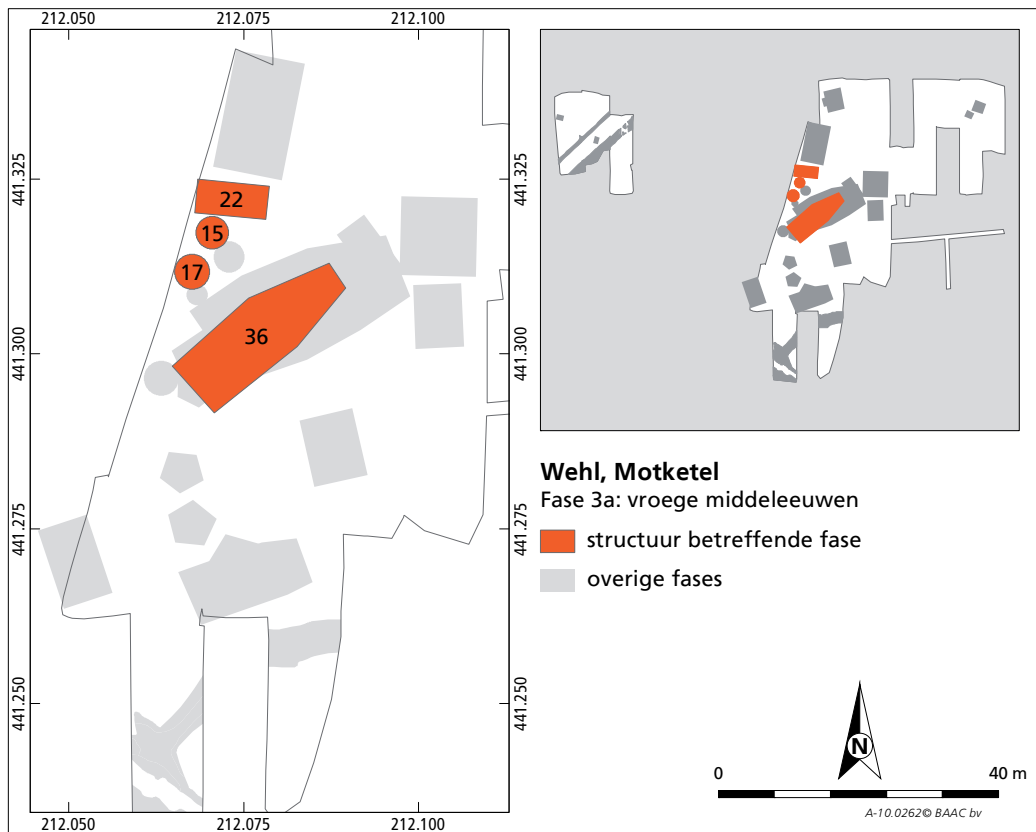 212.050
212.075
212.100
441.325
441.325
22
15
17
36
441.300
441.300
441.275
441.275
441.250
441.250
212.050
212.075
212.100
Wehl, Motketel
Fase 3a: vroege middeleeuwen
structuur betreffende fase
overige fases
N
0
40 m
A-10.0262© BAAC bv